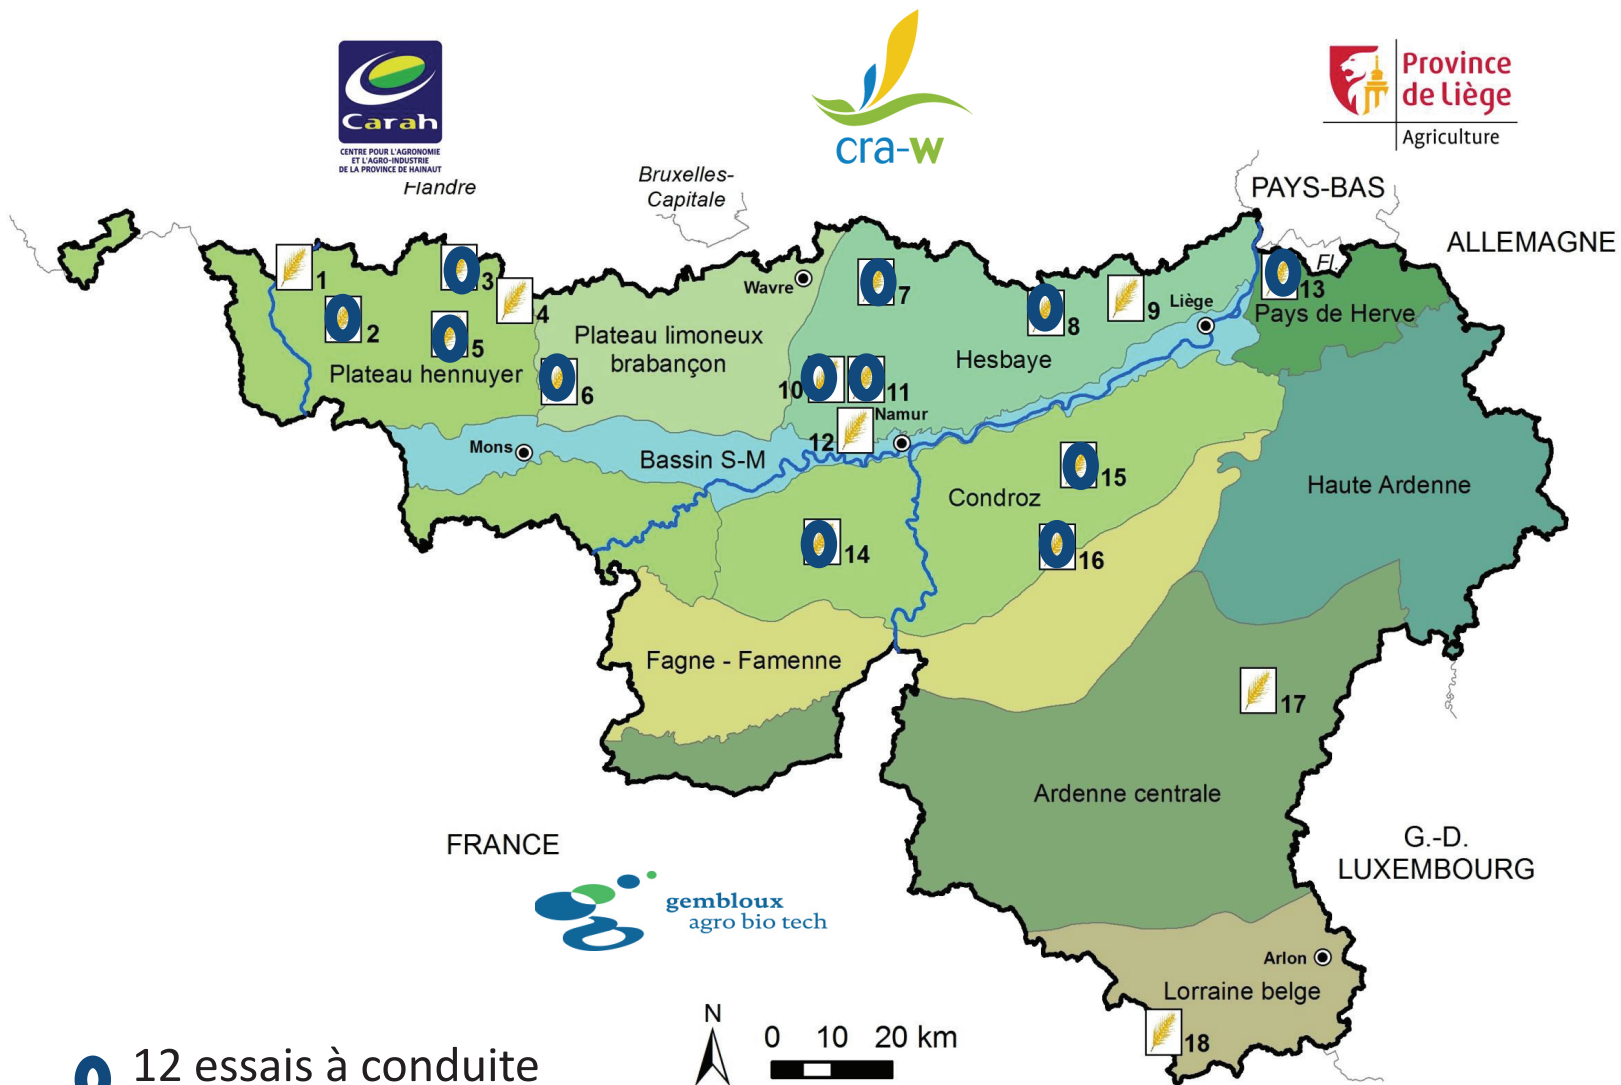 Carah
CENTRE POUR L'AGRONOMIE
ET L'AGRO-INDUSTRIE
DE LA PROVINCE DE HAINAUT
cra-w
Province
de Liège
Agriculture
Flandre
Bruxelles-
Capitale
PAYS-BAS
ALLEMAGNE
Fl.
1
2
3
4
5
6
7
8
9
10
11
12
13
14
15
16
17
18
Wavre
Liège
Pays de Herve
Plateau limoneux
brabançon
Hesbaye
Plateau hennuyer
Namur
Mons
Bassin S-M
Condroz
Haute Ardenne
Fagne - Famenne
Ardenne centrale
FRANCE
G.-D.
LUXEMBOURG
gembloux
agro bio tech
Arlon
Lorraine belge
N
0 10 20 km
12 essais à conduite